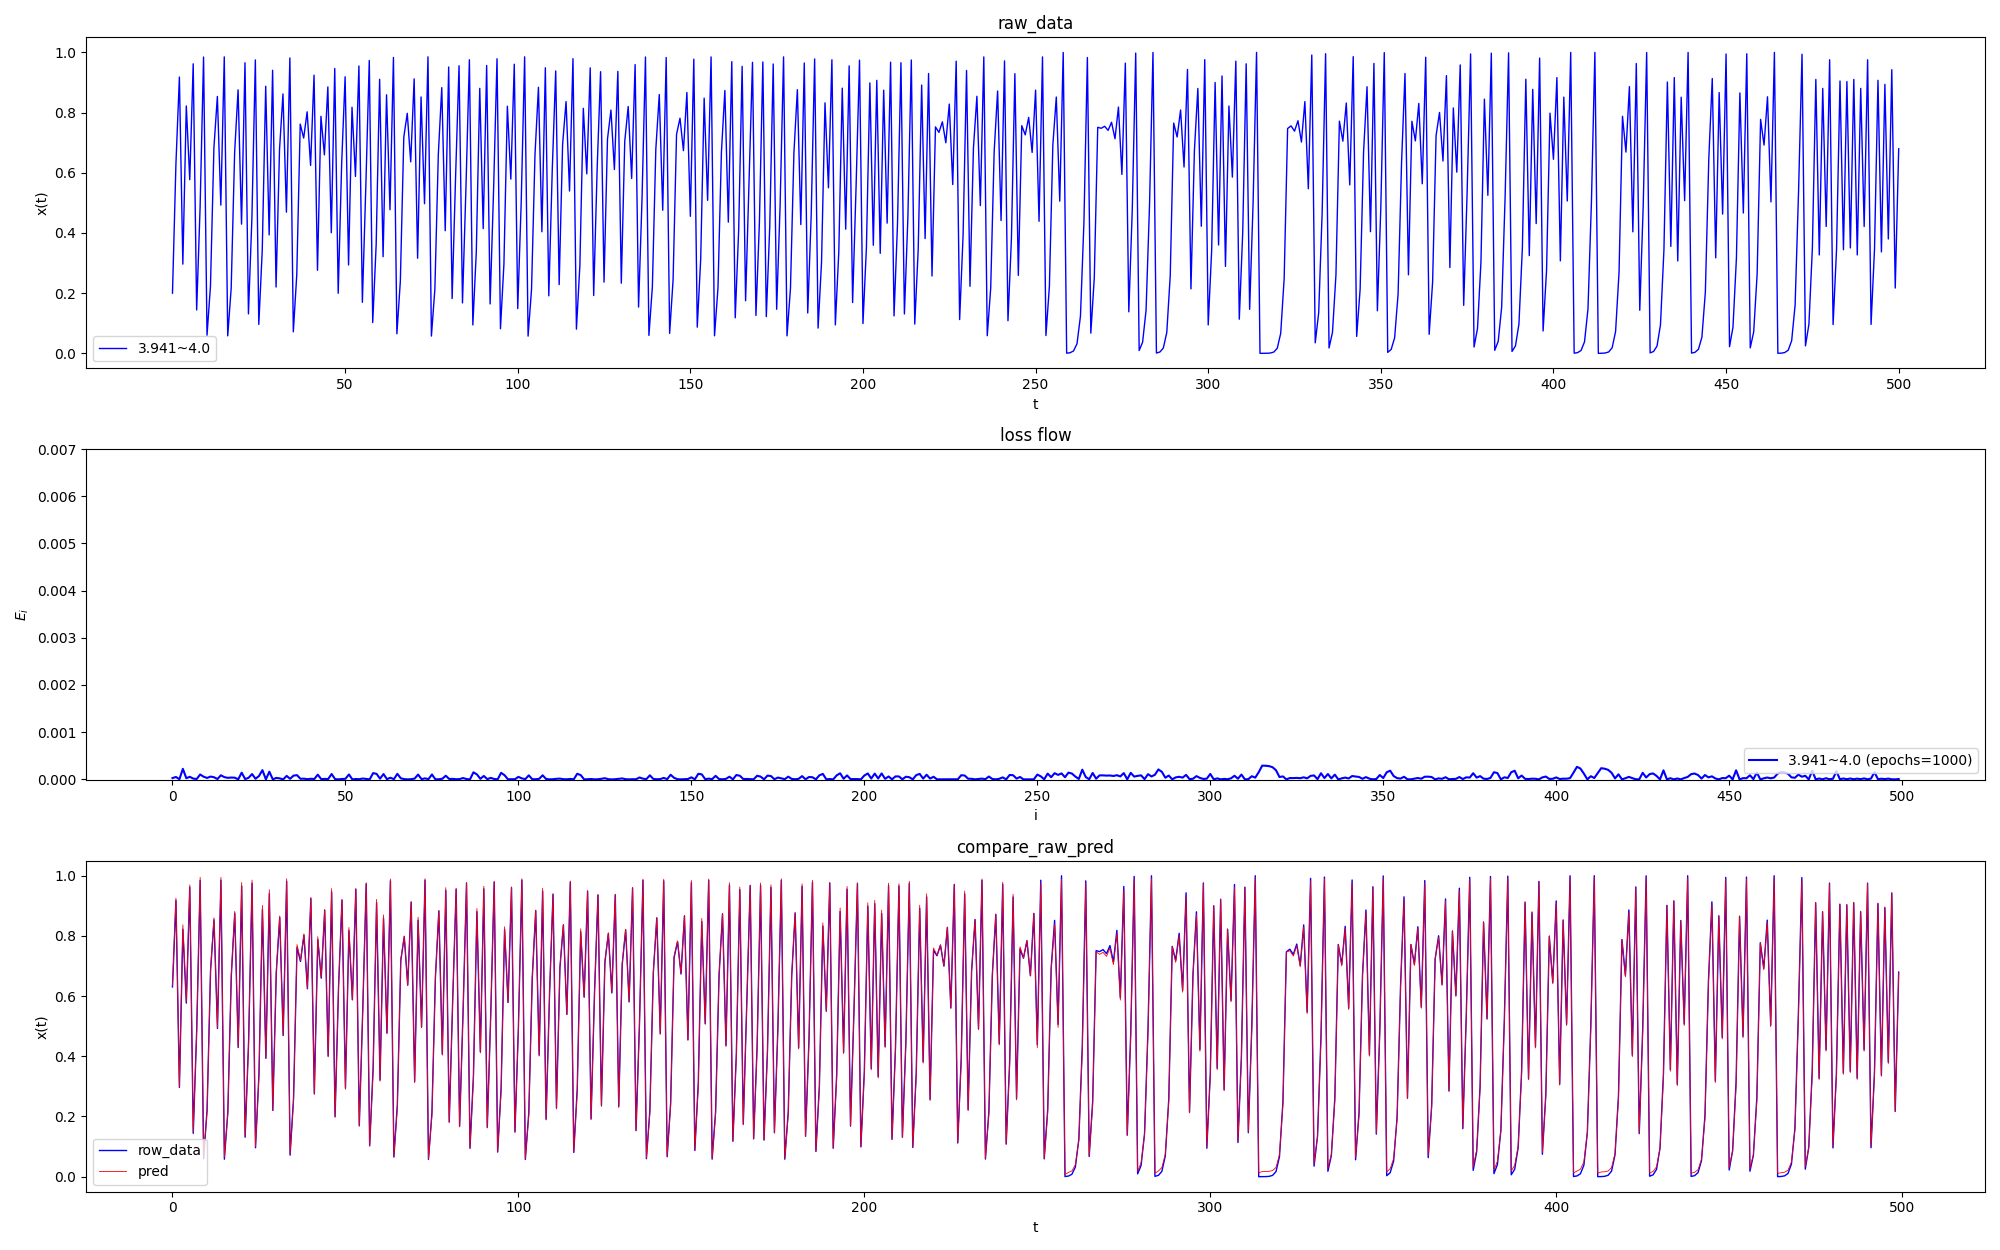 raw_data
1.0
0.8
0.6
x(t)
0.4
0.2
0.0
3.941~4.0
50 100 150 200 250 300 350 400 450 500
t
loss flow
0.007
0.006
0.005
0.004
E_i
0.003
0.002
0.001
0.000
3.941~4.0 (epochs=1000)
0 50 100 150 200 250 300 350 400 450 500
i
compare_raw_pred
1.0
0.8
0.6
x(t)
0.4
0.2
0.0
row_data
pred
0 100 200 300 400 500
t